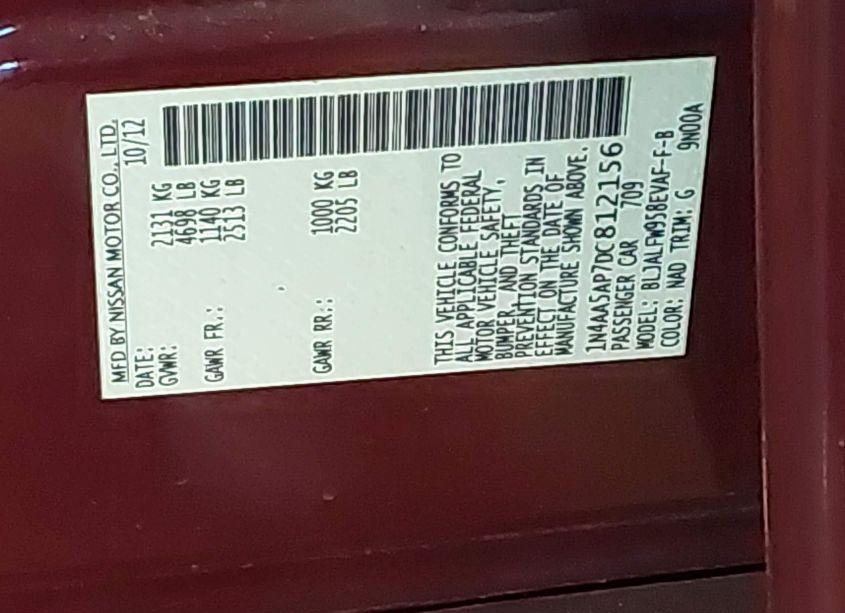 MFD BY NISSAN MOTOR CO., LTD.
DATE: 10/12
GVWR: 2131 KG
4698 LB
GAWR FR.: 1140 KG
2513 LB
GAWR RR.: 1000 KG
2205 LB
THIS VEHICLE CONFORMS TO
ALL APPLICABLE FEDERAL
MOTOR VEHICLE SAFETY,
BUMPER, AND THEFT
PREVENTION STANDARDS IN
EFFECT ON THE DATE OF
MANUFACTURE SHOWN ABOVE.
1N4AA5AP7DC812156
PASSENGER CAR 709
MODEL: BLJALFW958EVAF-F-B
COLOR: NAD TRIM: G 9N00A